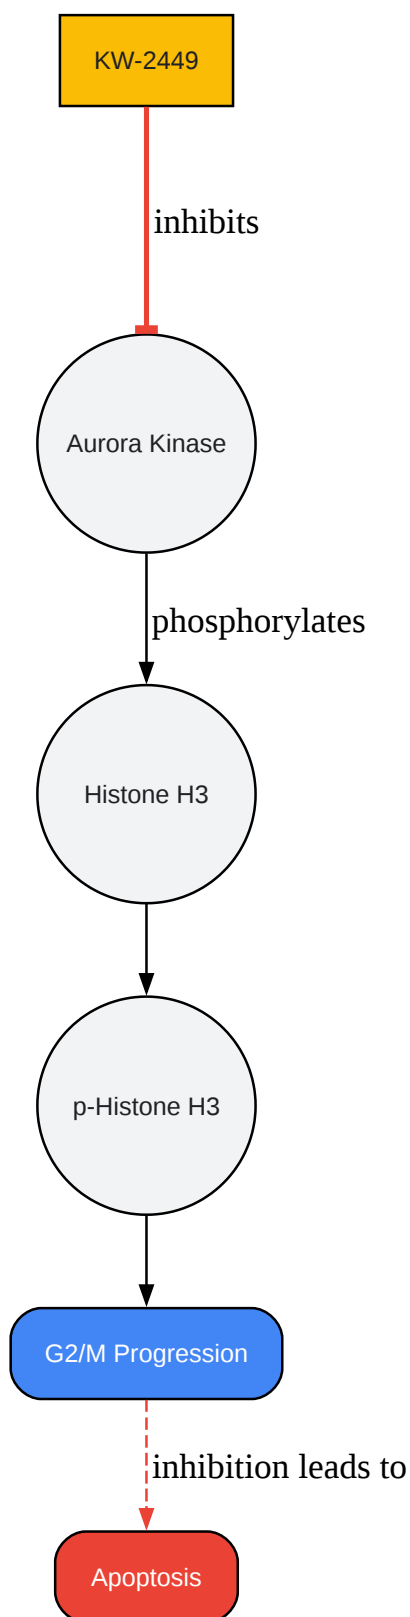 KW-2449
inhibits
Aurora Kinase
phosphorylates
Histone H3
p-Histone H3
G2/M Progression
inhibition leads to
Apoptosis